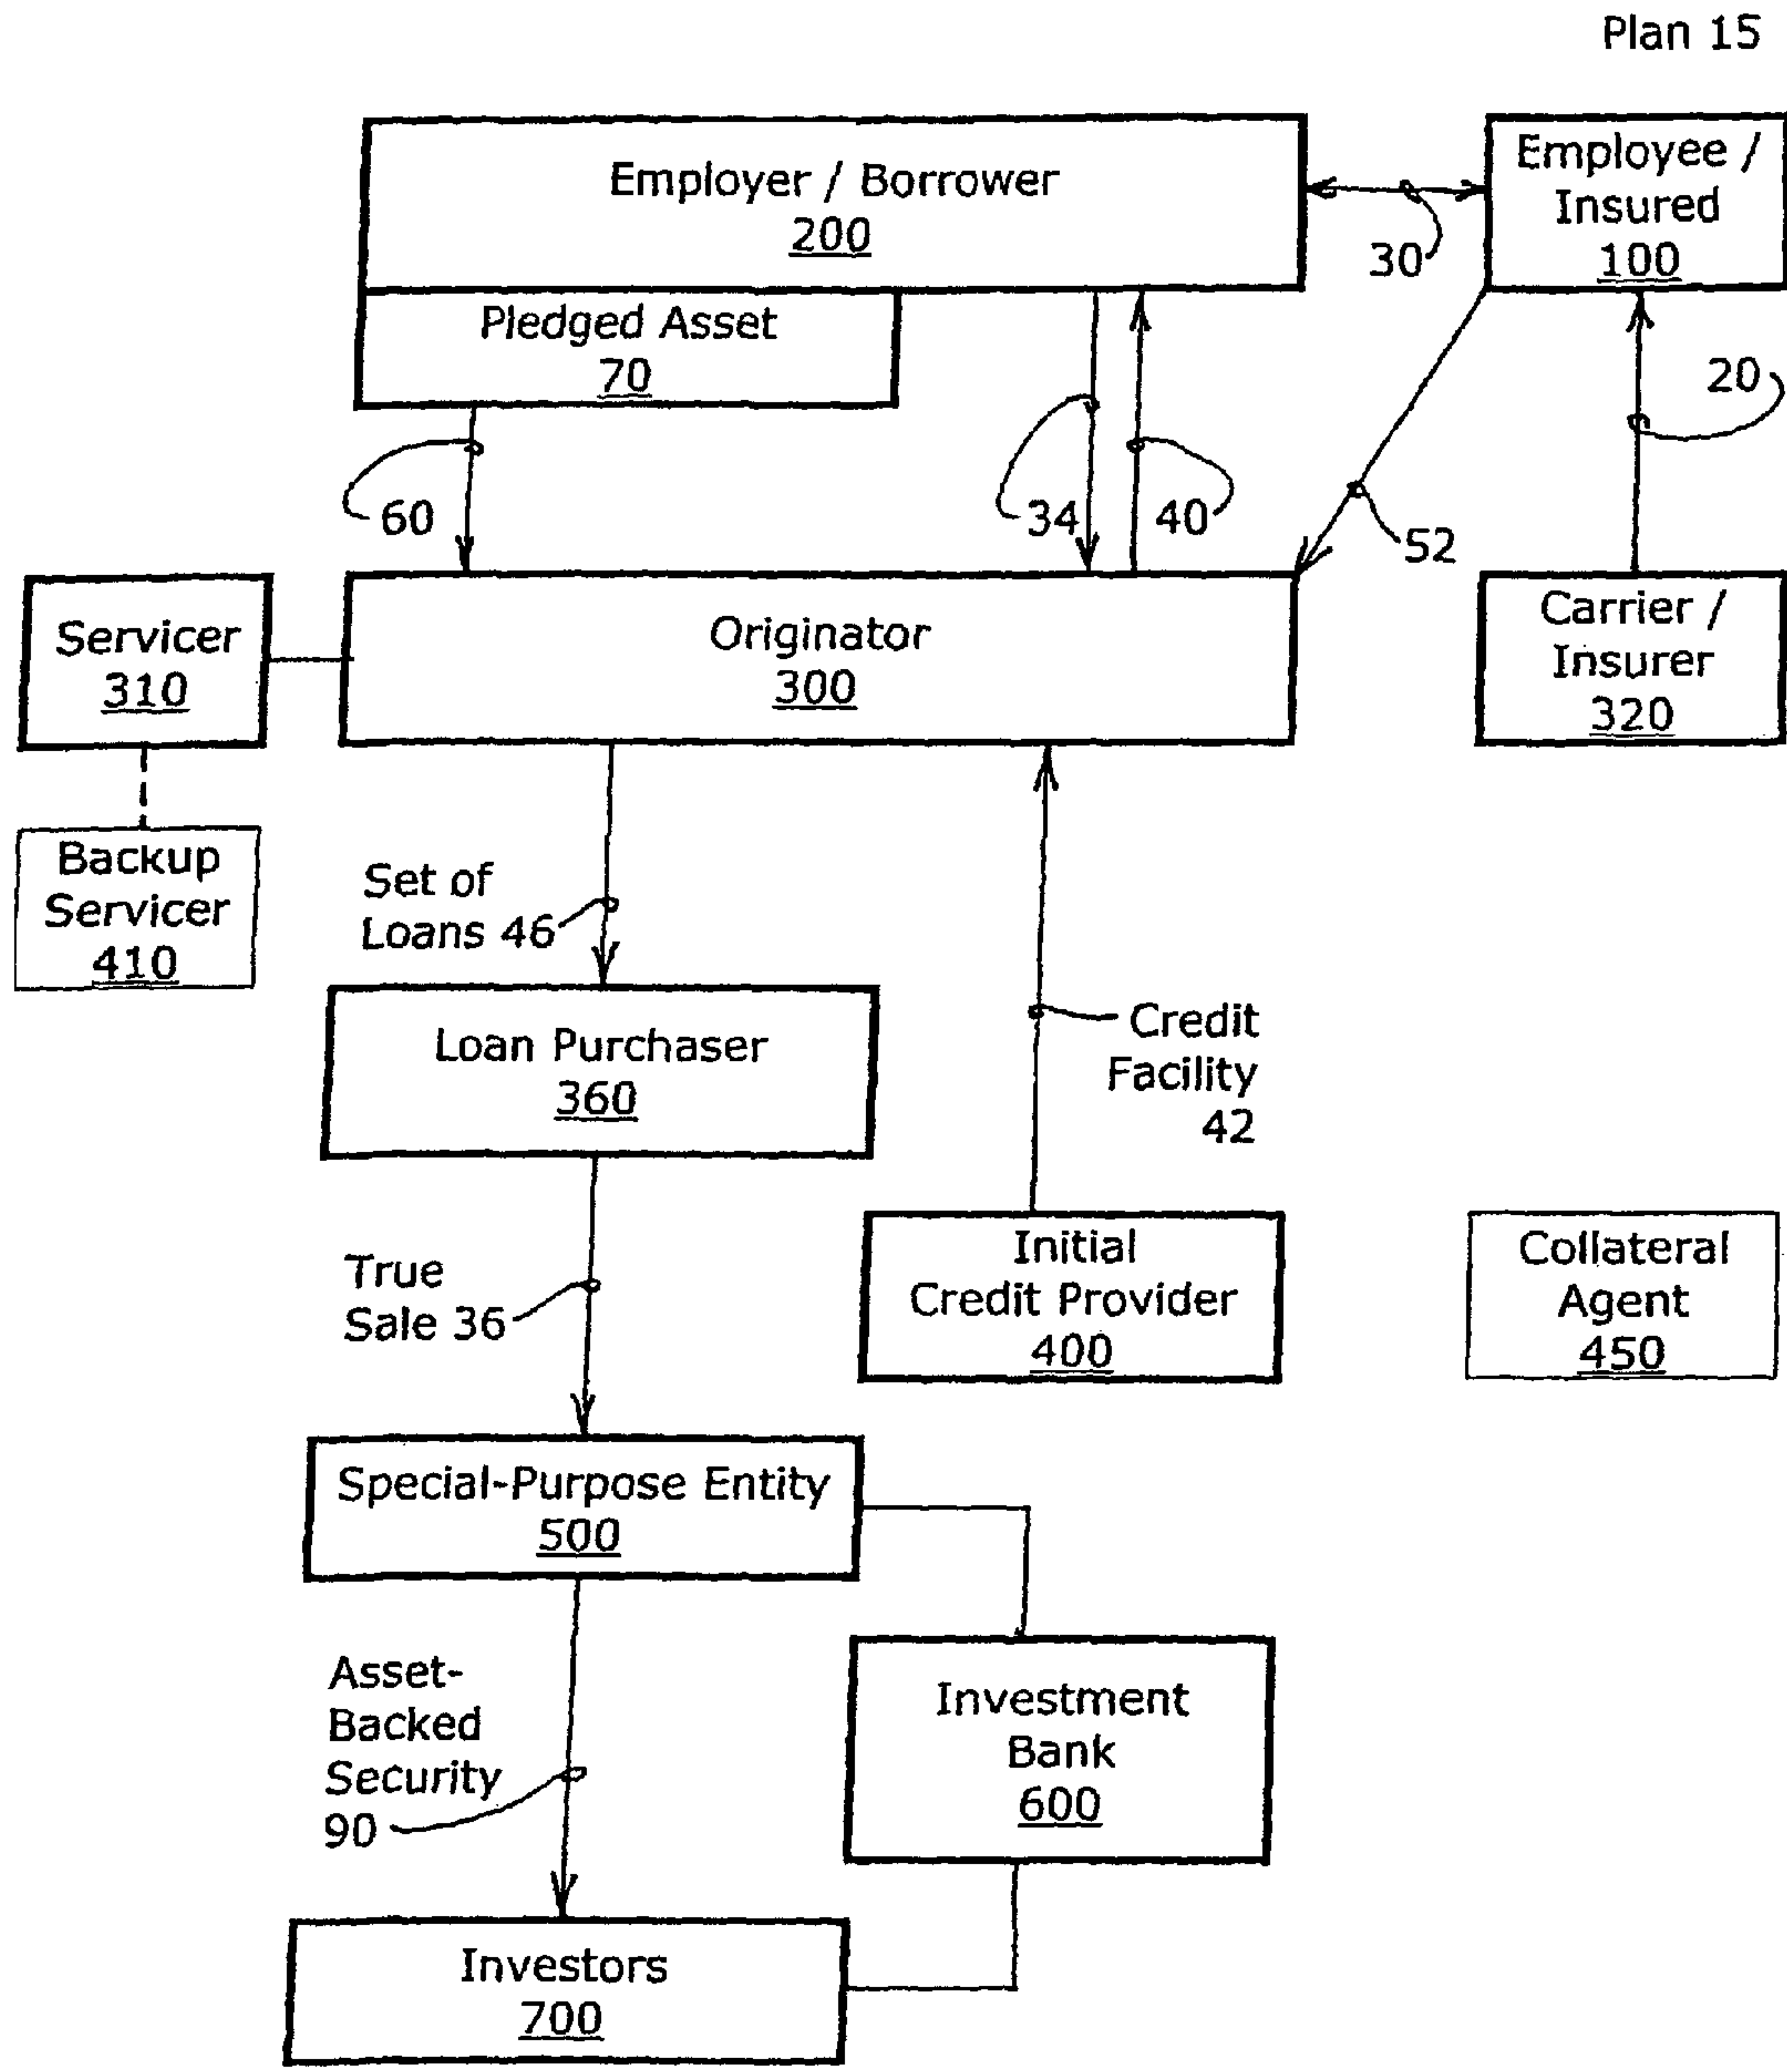 Plan 15
Employer / Borrower
200
Employee /
Insured
100
30
Pledged Asset
70
20
60
34
40
52
Servicer
310
Originator
300
Carrier /
Insurer
320
Backup
Servicer
410
Set of
Loans 46
Loan Purchaser
360
Credit
Facility
42
True
Sale 36
Initial
Credit Provider
400
Collateral
Agent
450
Special-Purpose Entity
500
Asset-
Backed
Security
90
Investment
Bank
600
Investors
700